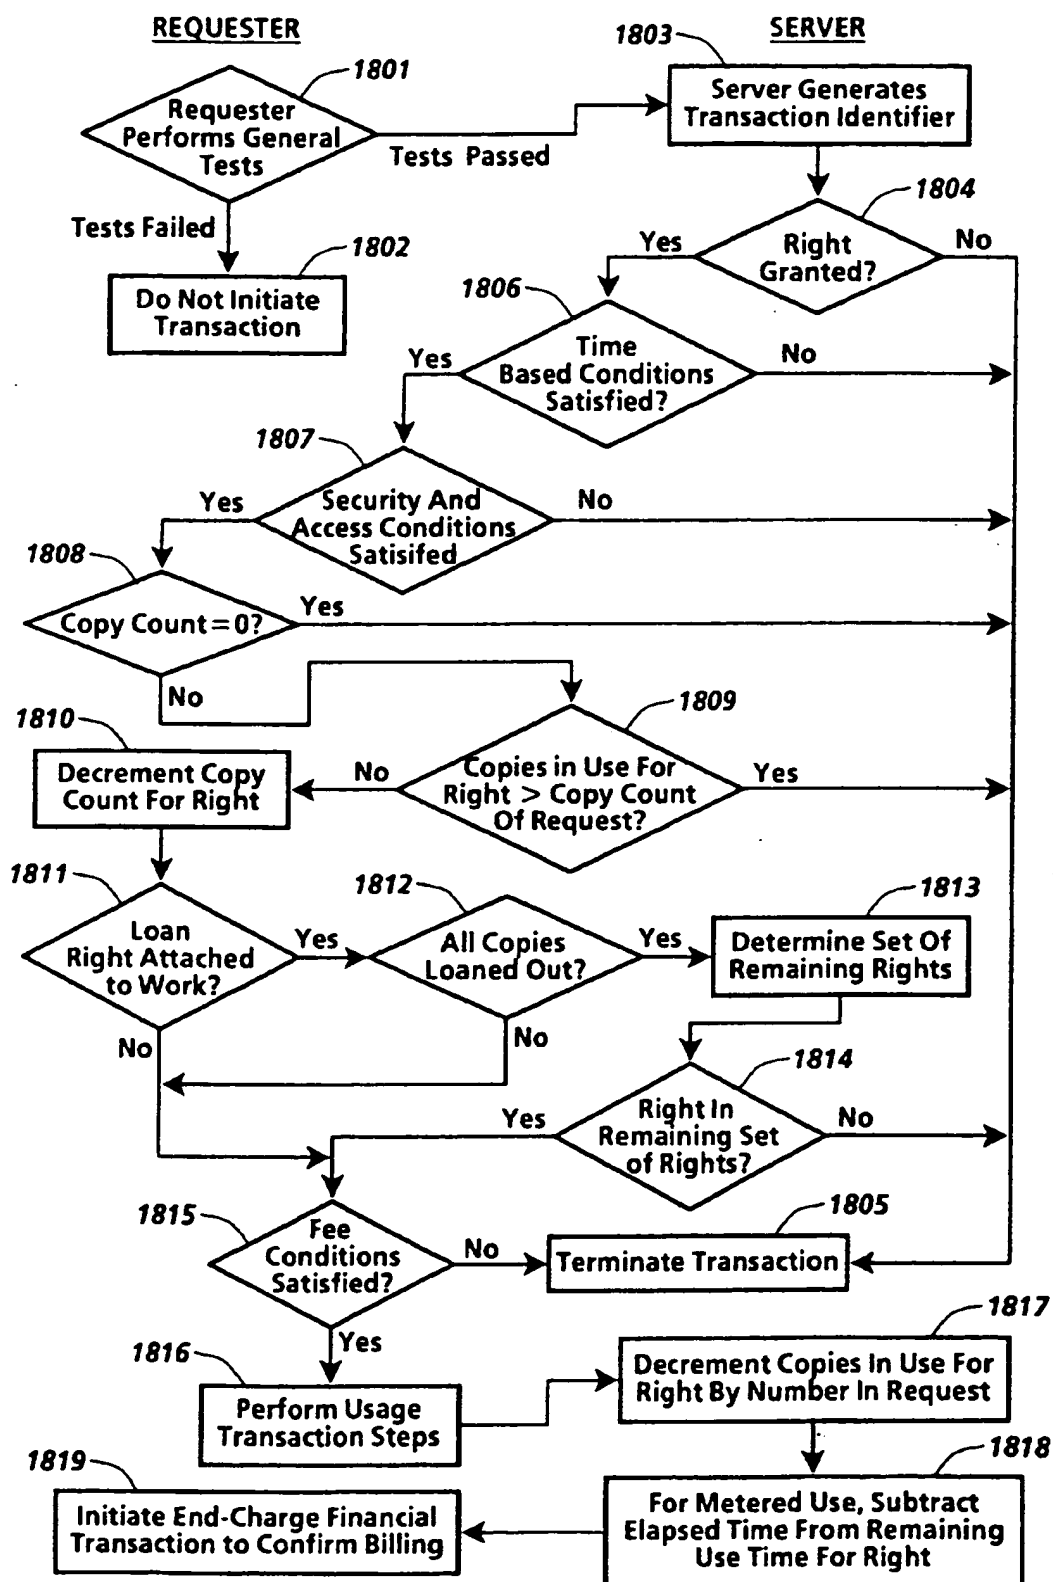 REQUESTER
SERVER
1803
1801
Requester
Performs General
Tests
Server Generates
Transaction Identifier
Tests Passed
1804
Tests Failed
1802
Yes
Right
Granted?
No
Do Not Initiate
Transaction
1806
Yes
Time
Based Conditions
Satisfied?
No
1807
Yes
Security And
Access Conditions
Satisifed
No
1808
Copy Count=0?
Yes
No
1809
1810
Decrement Copy
Count For Right
No
Copies in Use For
Right > Copy Count
Of Request?
Yes
1811
1812
1813
Loan
Right Attached
to Work?
Yes
All Copies
Loaned Out?
Yes
Determine Set Of
Remaining Rights
No
No
1814
Yes
Right In
Remaining Set
of Rights?
No
1815
1805
Fee
Conditions
Satisfied?
No
Terminate Transaction
1817
Yes
1816
Decrement Copies In Use For
Right By Number In Request
Perform Usage
Transaction Steps
1818
1819
Initiate End-Charge Financial
Transaction to Confirm Billing
For Metered Use, Subtract
Elapsed Time From Remaining
Use Time For Right